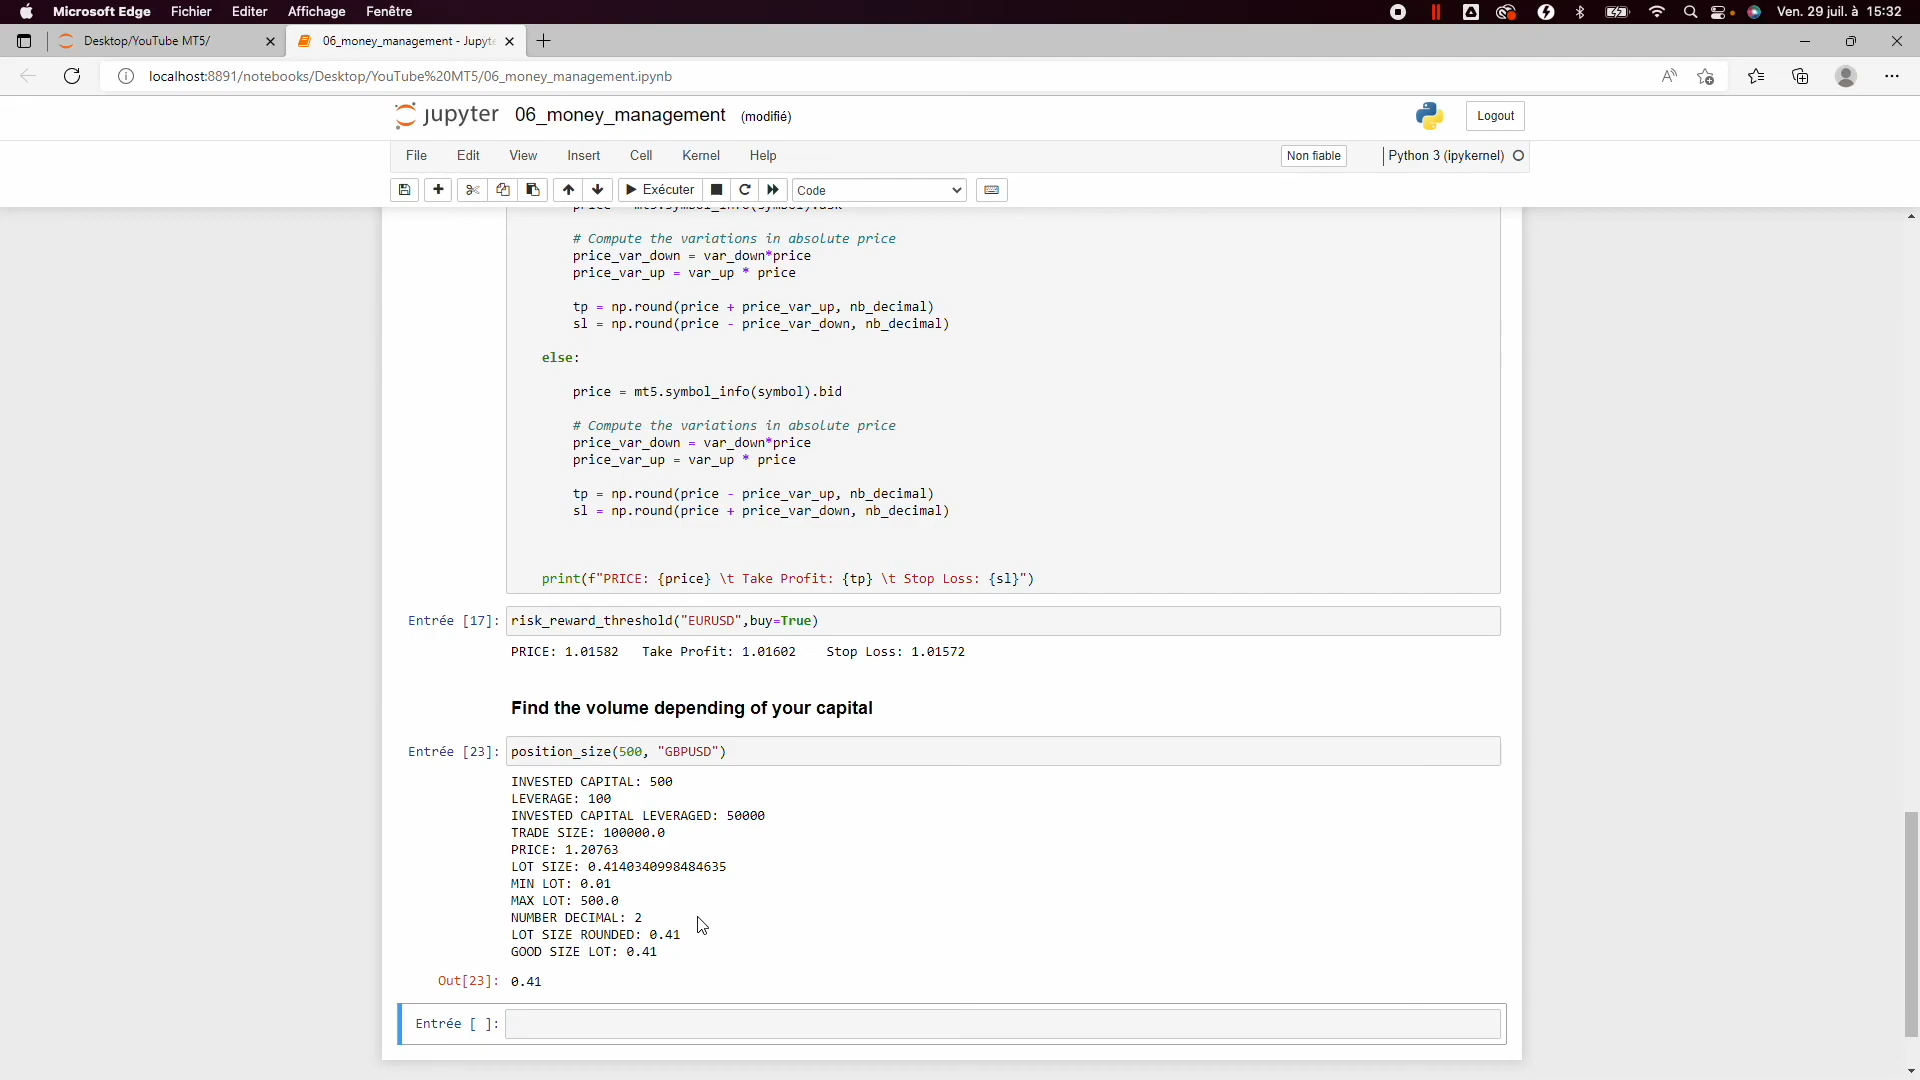 Microsoft Edge Fichier Editer Affichage Fenêtre Ven. 29 juil. à 15:32
Desktop/YouTube MT5/ 06_money_management - Jupyte
localhost:8891/notebooks/Desktop/YouTube%20MT5/06_money_management.ipynb
jupyter 06_money_management (modifié) Logout
File Edit View Insert Cell Kernel Help Non fiable Python 3 (ipykernel)
Exécuter Code
# Compute the variations in absolute price
price_var_down = var_down*price
price_var_up = var_up * price
tp = np.round(price + price_var_up, nb_decimal)
sl = np.round(price - price_var_down, nb_decimal)
else:
price = mt5.symbol_info(symbol).bid
# Compute the variations in absolute price
price_var_down = var_down*price
price_var_up = var_up * price
tp = np.round(price - price_var_up, nb_decimal)
sl = np.round(price + price_var_down, nb_decimal)
print(f"PRICE: {price} \t Take Profit: {tp} \t Stop Loss: {sl}")
Entrée [17]: risk_reward_threshold("EURUSD",buy=True)
PRICE: 1.01582 Take Profit: 1.01602 Stop Loss: 1.01572
Find the volume depending of your capital
Entrée [23]: position_size(500, "GBPUSD")
INVESTED CAPITAL: 500
LEVERAGE: 100
INVESTED CAPITAL LEVERAGED: 50000
TRADE SIZE: 100000.0
PRICE: 1.20763
LOT SIZE: 0.4140340998484635
MIN LOT: 0.01
MAX LOT: 500.0
NUMBER DECIMAL: 2
LOT SIZE ROUNDED: 0.41
GOOD SIZE LOT: 0.41
Out[23]: 0.41
Entrée [ ]: